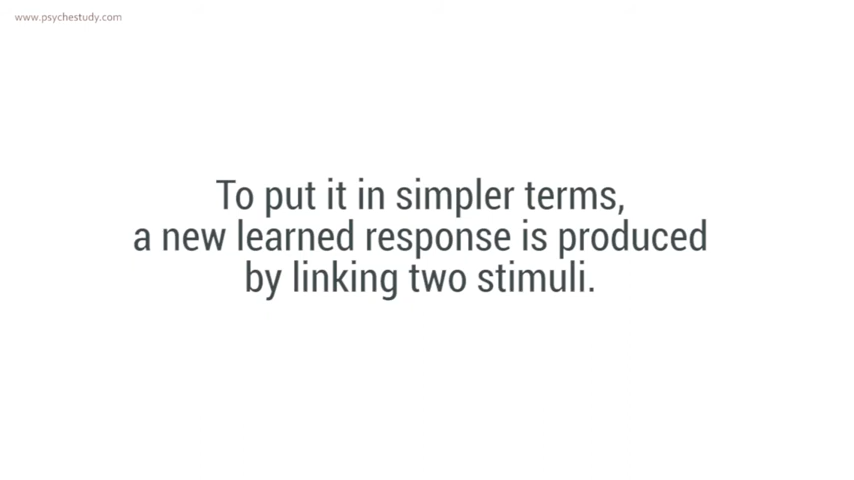 www.psychestudy.com
To put it in simpler terms,
a new learned response is produced
by linking two stimuli.